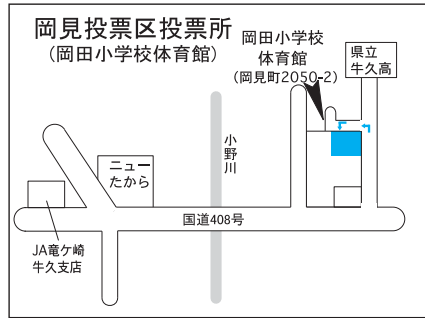 岡見投票区投票所
(岡田小学校体育館)
岡田小学校
体育館
(岡見町2050-2)
県立
牛久高
ニュー
たから
小野川
国道408号
JA竜ケ崎
牛久支店